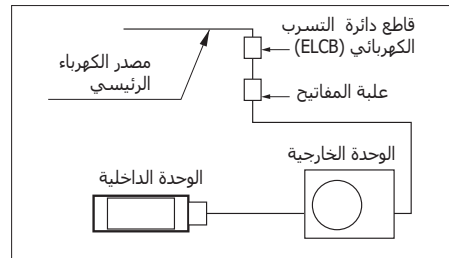 قاطع دائرة التسرب
الكهربائي (ELCB)
مصدر الكهرباء
الرئيسي
علبة المفاتيح
الوحدة الخارجية
الوحدة الداخلية